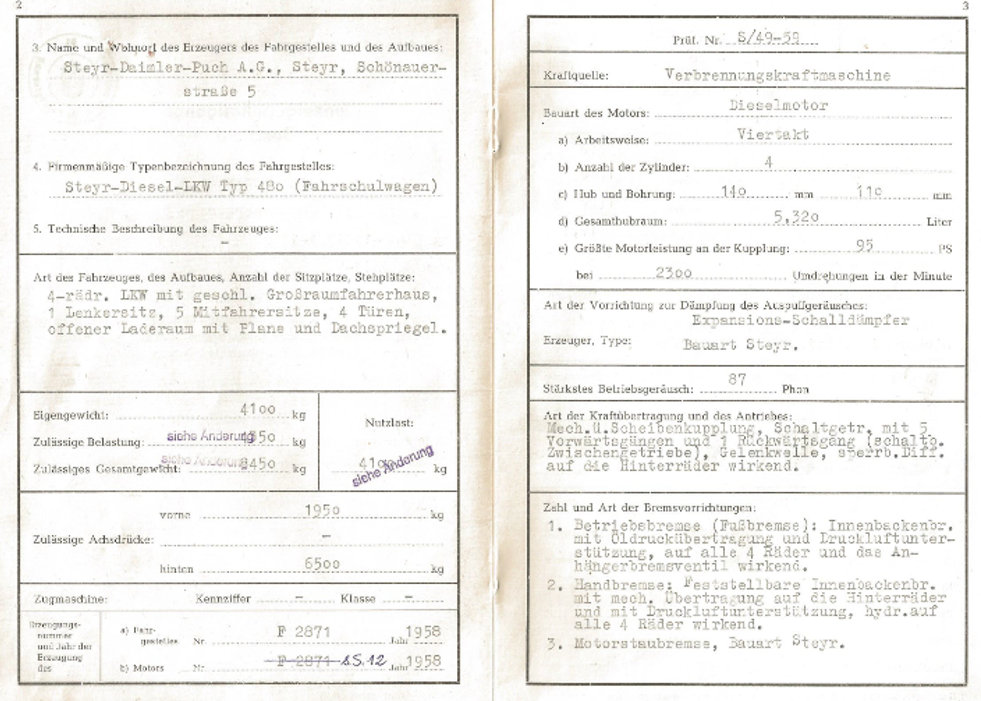 2
3. Name und Wohnort des Erzeugers des Fahrgestelles und des Aufbaues:
Steyr-Daimler-Puch A.G., Steyr, Schönauer-
straße 5
4. Firmenmäßige Typenbezeichnung des Fahrgestelles:
Steyr-Diesel-LKW Typ 48o (Fahrschulwagen)
5. Technische Beschreibung des Fahrzeuges:
–
Art des Fahrzeuges, des Aufbaues, Anzahl der Sitzplätze, Stehplätze:
4-rädr. LKW mit geschl. Großraumfahrerhaus,
1 Lenkersitz, 5 Mitfahrersitze, 4 Türen,
offener Laderaum mit Plane und Dachspriegel.
Eigengewicht: 41oo kg
Zulässige Belastung: siehe Änderung 50 kg
Zulässiges Gesamtgewicht: siehe Änderung 845o kg
Nutzlast:
41 kg
siehe Änderung
vorne 195o kg
Zulässige Achsdrücke: –
hinten 65oo kg
Zugmaschine: Kennziffer – Klasse –
Erzeugungs-
nummer
und Jahr der
Erzeugung
des
a) Fahr-
gestelles Nr. F 2871 Jahr 1958
b) Motors Nr. F 2871 S.12 Jahr 1958
3
Prüf. Nr. S/49-59
Kraftquelle: Verbrennungskraftmaschine
Bauart des Motors: Dieselmotor
a) Arbeitsweise: Viertakt
b) Anzahl der Zylinder: 4
c) Hub und Bohrung: 14o mm 11o mm
d) Gesamthubraum: 5,32o Liter
e) Größte Motorleistung an der Kupplung: 95 PS
bei 23oo Umdrehungen in der Minute
Art der Vorrichtung zur Dämpfung des Auspuffgeräusches:
Expansions-Schalldämpfer
Erzeuger, Type: Bauart Steyr.
Stärkstes Betriebsgeräusch: 87 Phon
Art der Kraftübertragung und des Antriebes:
Mech.ü.Scheibenkupplung, Schaltgetr. mit 5
Vorwärtsgängen und 1 Rückwärtsgang (schaltb.
Zwischengetriebe), Gelenkwelle, sperrb.Diff.
auf die Hinterräder wirkend.
Zahl und Art der Bremsvorrichtungen:
1. Betriebsbremse (Fußbremse): Innenbackenbr.
mit Öldruckübertragung und Druckluftunter-
stützung, auf alle 4 Räder und das An-
hängerbremsventil wirkend.
2. Handbremse: Feststellbare Innenbackenbr.
mit mech. Übertragung auf die Hinterräder
und mit Druckluftunterstützung, hydr.auf
alle 4 Räder wirkend.
3. Motorstaubremse, Bauart Steyr.